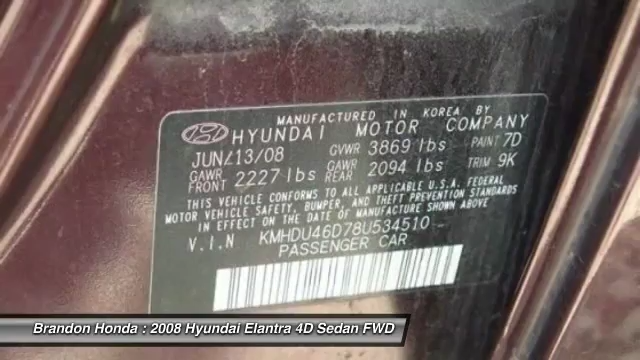 MANUFACTURED IN KOREA BY
HYUNDAI MOTOR COMPANY
JUN/13/08 GVWR 3869 lbs PAINT 7D
GAWR FRONT 2227 lbs GAWR REAR 2094 lbs TRIM 9K
THIS VEHICLE CONFORMS TO ALL APPLICABLE U.S.A. FEDERAL
MOTOR VEHICLE SAFETY, BUMPER, AND THEFT PREVENTION STANDARDS
IN EFFECT ON THE DATE OF MANUFACTURE SHOWN ABOVE.
V.I.N KMHDU46D78U534510
PASSENGER CAR
Brandon Honda : 2008 Hyundai Elantra 4D Sedan FWD